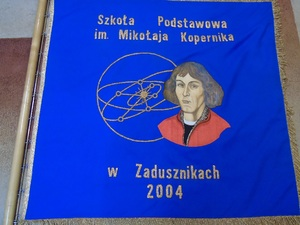 Szkoła Podstawowa
im. Mikołaja Kopernika
w Zadusznikach
2004